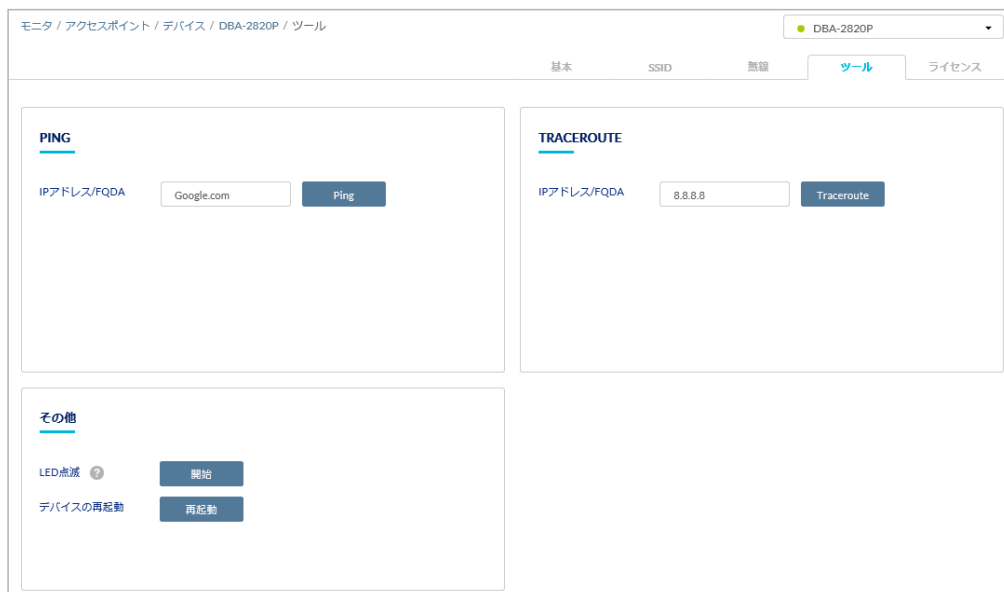 モニタ / アクセスポイント / デバイス / DBA-2820P / ツール
DBA-2820P
基本 SSID 無線 ツール ライセンス
PING
IPアドレス/FQDA Google.com Ping
TRACEROUTE
IPアドレス/FQDA 8.8.8.8 Traceroute
その他
LED点滅 ? 開始
デバイスの再起動 再起動